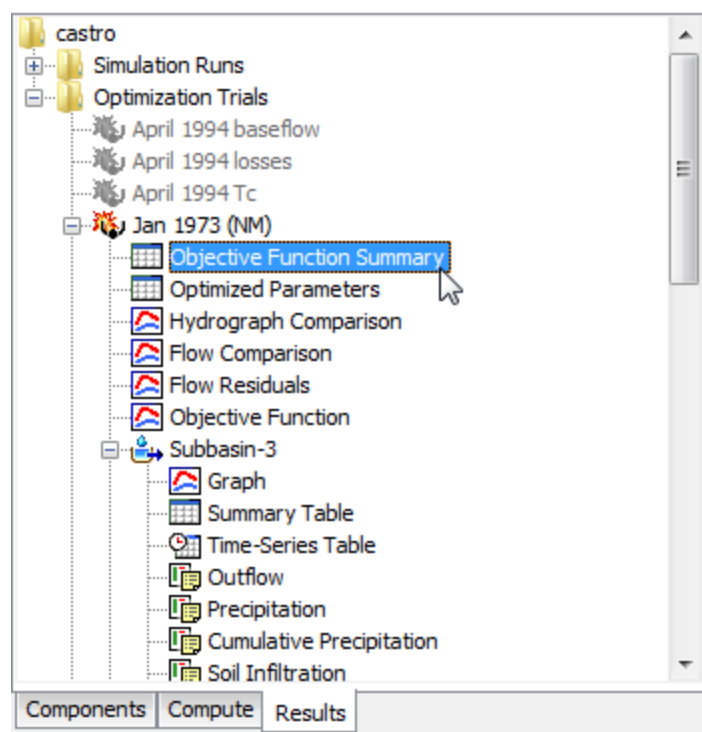 castro
Simulation Runs
Optimization Trials
April 1994 baseflow
April 1994 losses
April 1994 Tc
Jan 1973 (NM)
Objective Function Summary
Optimized Parameters
Hydrograph Comparison
Flow Comparison
Flow Residuals
Objective Function
Subbasin-3
Graph
Summary Table
Time-Series Table
Outflow
Precipitation
Cumulative Precipitation
Soil Infiltration
Components Compute Results